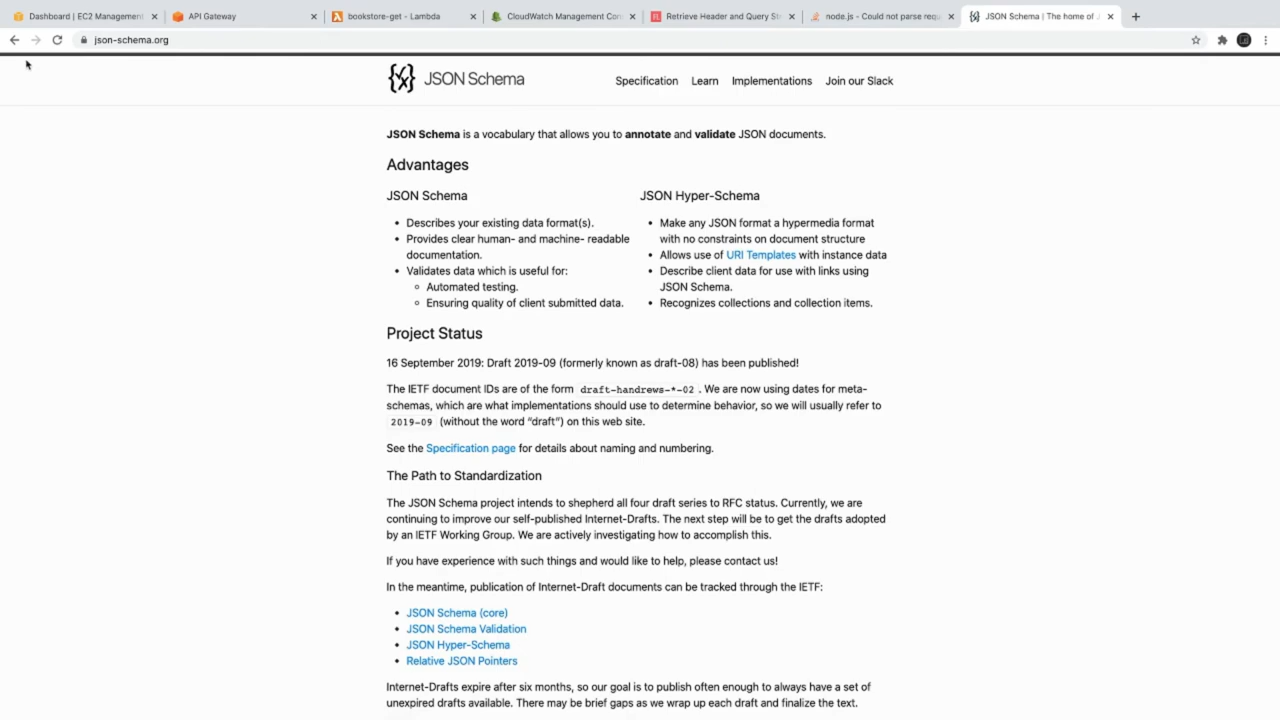 Dashboard | EC2 Management
API Gateway
bookstore-get - Lambda
CloudWatch Management Con
Retrieve Header and Query St
node.js - Could not parse requ
JSON Schema | The home of J
json-schema.org
JSON Schema
Specification
Learn
Implementations
Join our Slack
JSON Schema is a vocabulary that allows you to annotate and validate JSON documents.
Advantages
JSON Schema
Describes your existing data format(s).
Provides clear human- and machine- readable
documentation.
Validates data which is useful for:
Automated testing.
Ensuring quality of client submitted data.
JSON Hyper-Schema
Make any JSON format a hypermedia format
with no constraints on document structure
Allows use of URI Templates with instance data
Describe client data for use with links using
JSON Schema.
Recognizes collections and collection items.
Project Status
16 September 2019: Draft 2019-09 (formerly known as draft-08) has been published!
The IETF document IDs are of the form draft-handrews-*-02 . We are now using dates for meta-
schemas, which are what implementations should use to determine behavior, so we will usually refer to
2019-09 (without the word “draft”) on this web site.
See the Specification page for details about naming and numbering.
The Path to Standardization
The JSON Schema project intends to shepherd all four draft series to RFC status. Currently, we are
continuing to improve our self-published Internet-Drafts. The next step will be to get the drafts adopted
by an IETF Working Group. We are actively investigating how to accomplish this.
If you have experience with such things and would like to help, please contact us!
In the meantime, publication of Internet-Draft documents can be tracked through the IETF:
JSON Schema (core)
JSON Schema Validation
JSON Hyper-Schema
Relative JSON Pointers
Internet-Drafts expire after six months, so our goal is to publish often enough to always have a set of
unexpired drafts available. There may be brief gaps as we wrap up each draft and finalize the text.